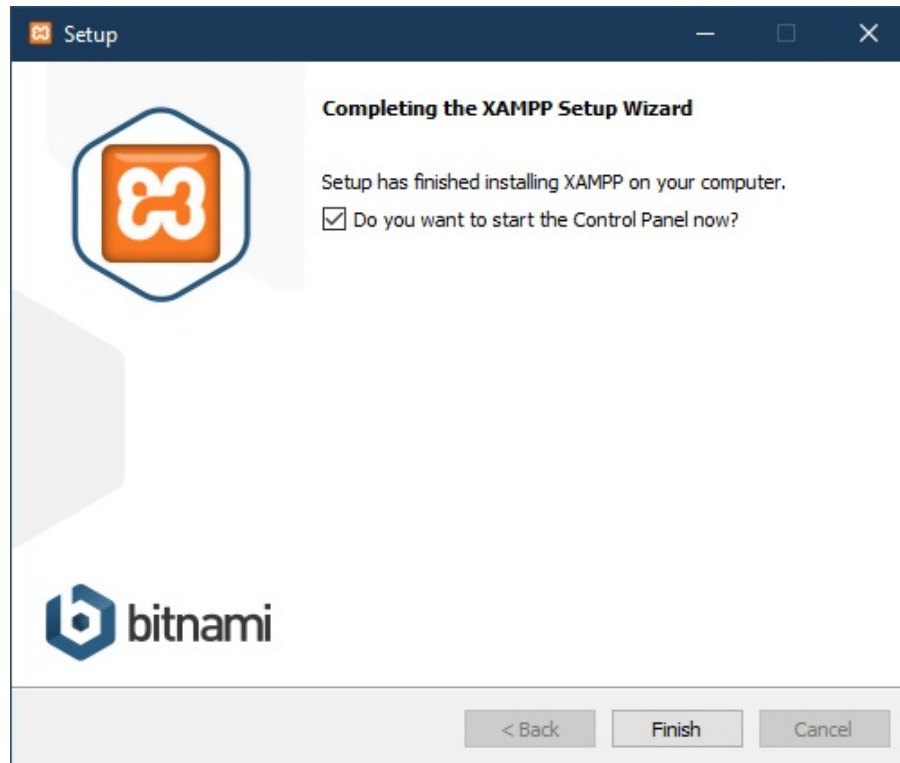 Setup
Completing the XAMPP Setup Wizard
Setup has finished installing XAMPP on your computer.
Do you want to start the Control Panel now?
bitnami
< Back
Finish
Cancel